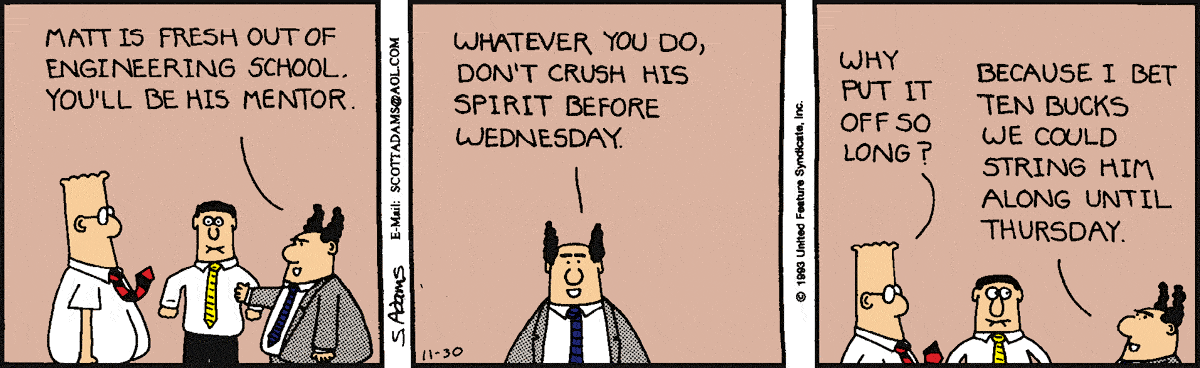 MATT IS FRESH OUT OF
ENGINEERING SCHOOL.
YOU'LL BE HIS MENTOR.
S. Adams
E-Mail: SCOTTADAMS@AOL.COM
WHATEVER YOU DO,
DON'T CRUSH HIS
SPIRIT BEFORE
WEDNESDAY.
11-30
© 1993 United Feature Syndicate, Inc.
WHY
PUT IT
OFF SO
LONG?
BECAUSE I BET
TEN BUCKS
WE COULD
STRING HIM
ALONG UNTIL
THURSDAY.